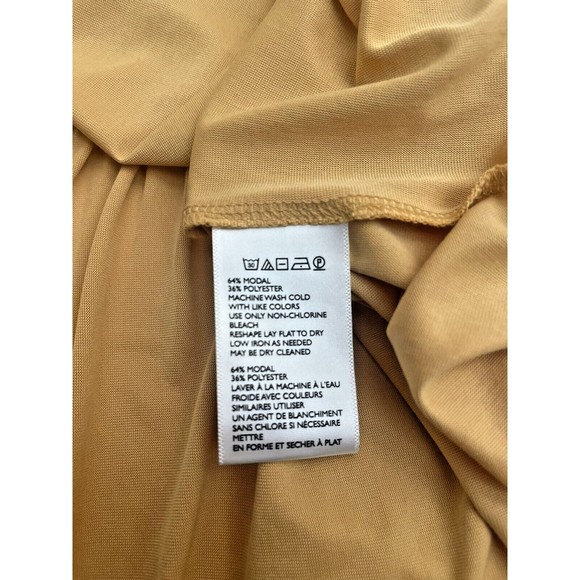 64% MODAL
36% POLYESTER
MACHINE WASH COLD
WITH LIKE COLORS
USE ONLY NON-CHLORINE
BLEACH
RESHAPE LAY FLAT TO DRY
LOW IRON AS NEEDED
MAY BE DRY CLEANED
64% MODAL
36% POLYESTER
LAVER À LA MACHINE À L'EAU
FROIDE AVEC COULEURS
SIMILAIRES UTILISER
UN AGENT DE BLANCHIMENT
SANS CHLORE SI NÉCESSAIRE
METTRE
EN FORME ET SECHER À PLAT